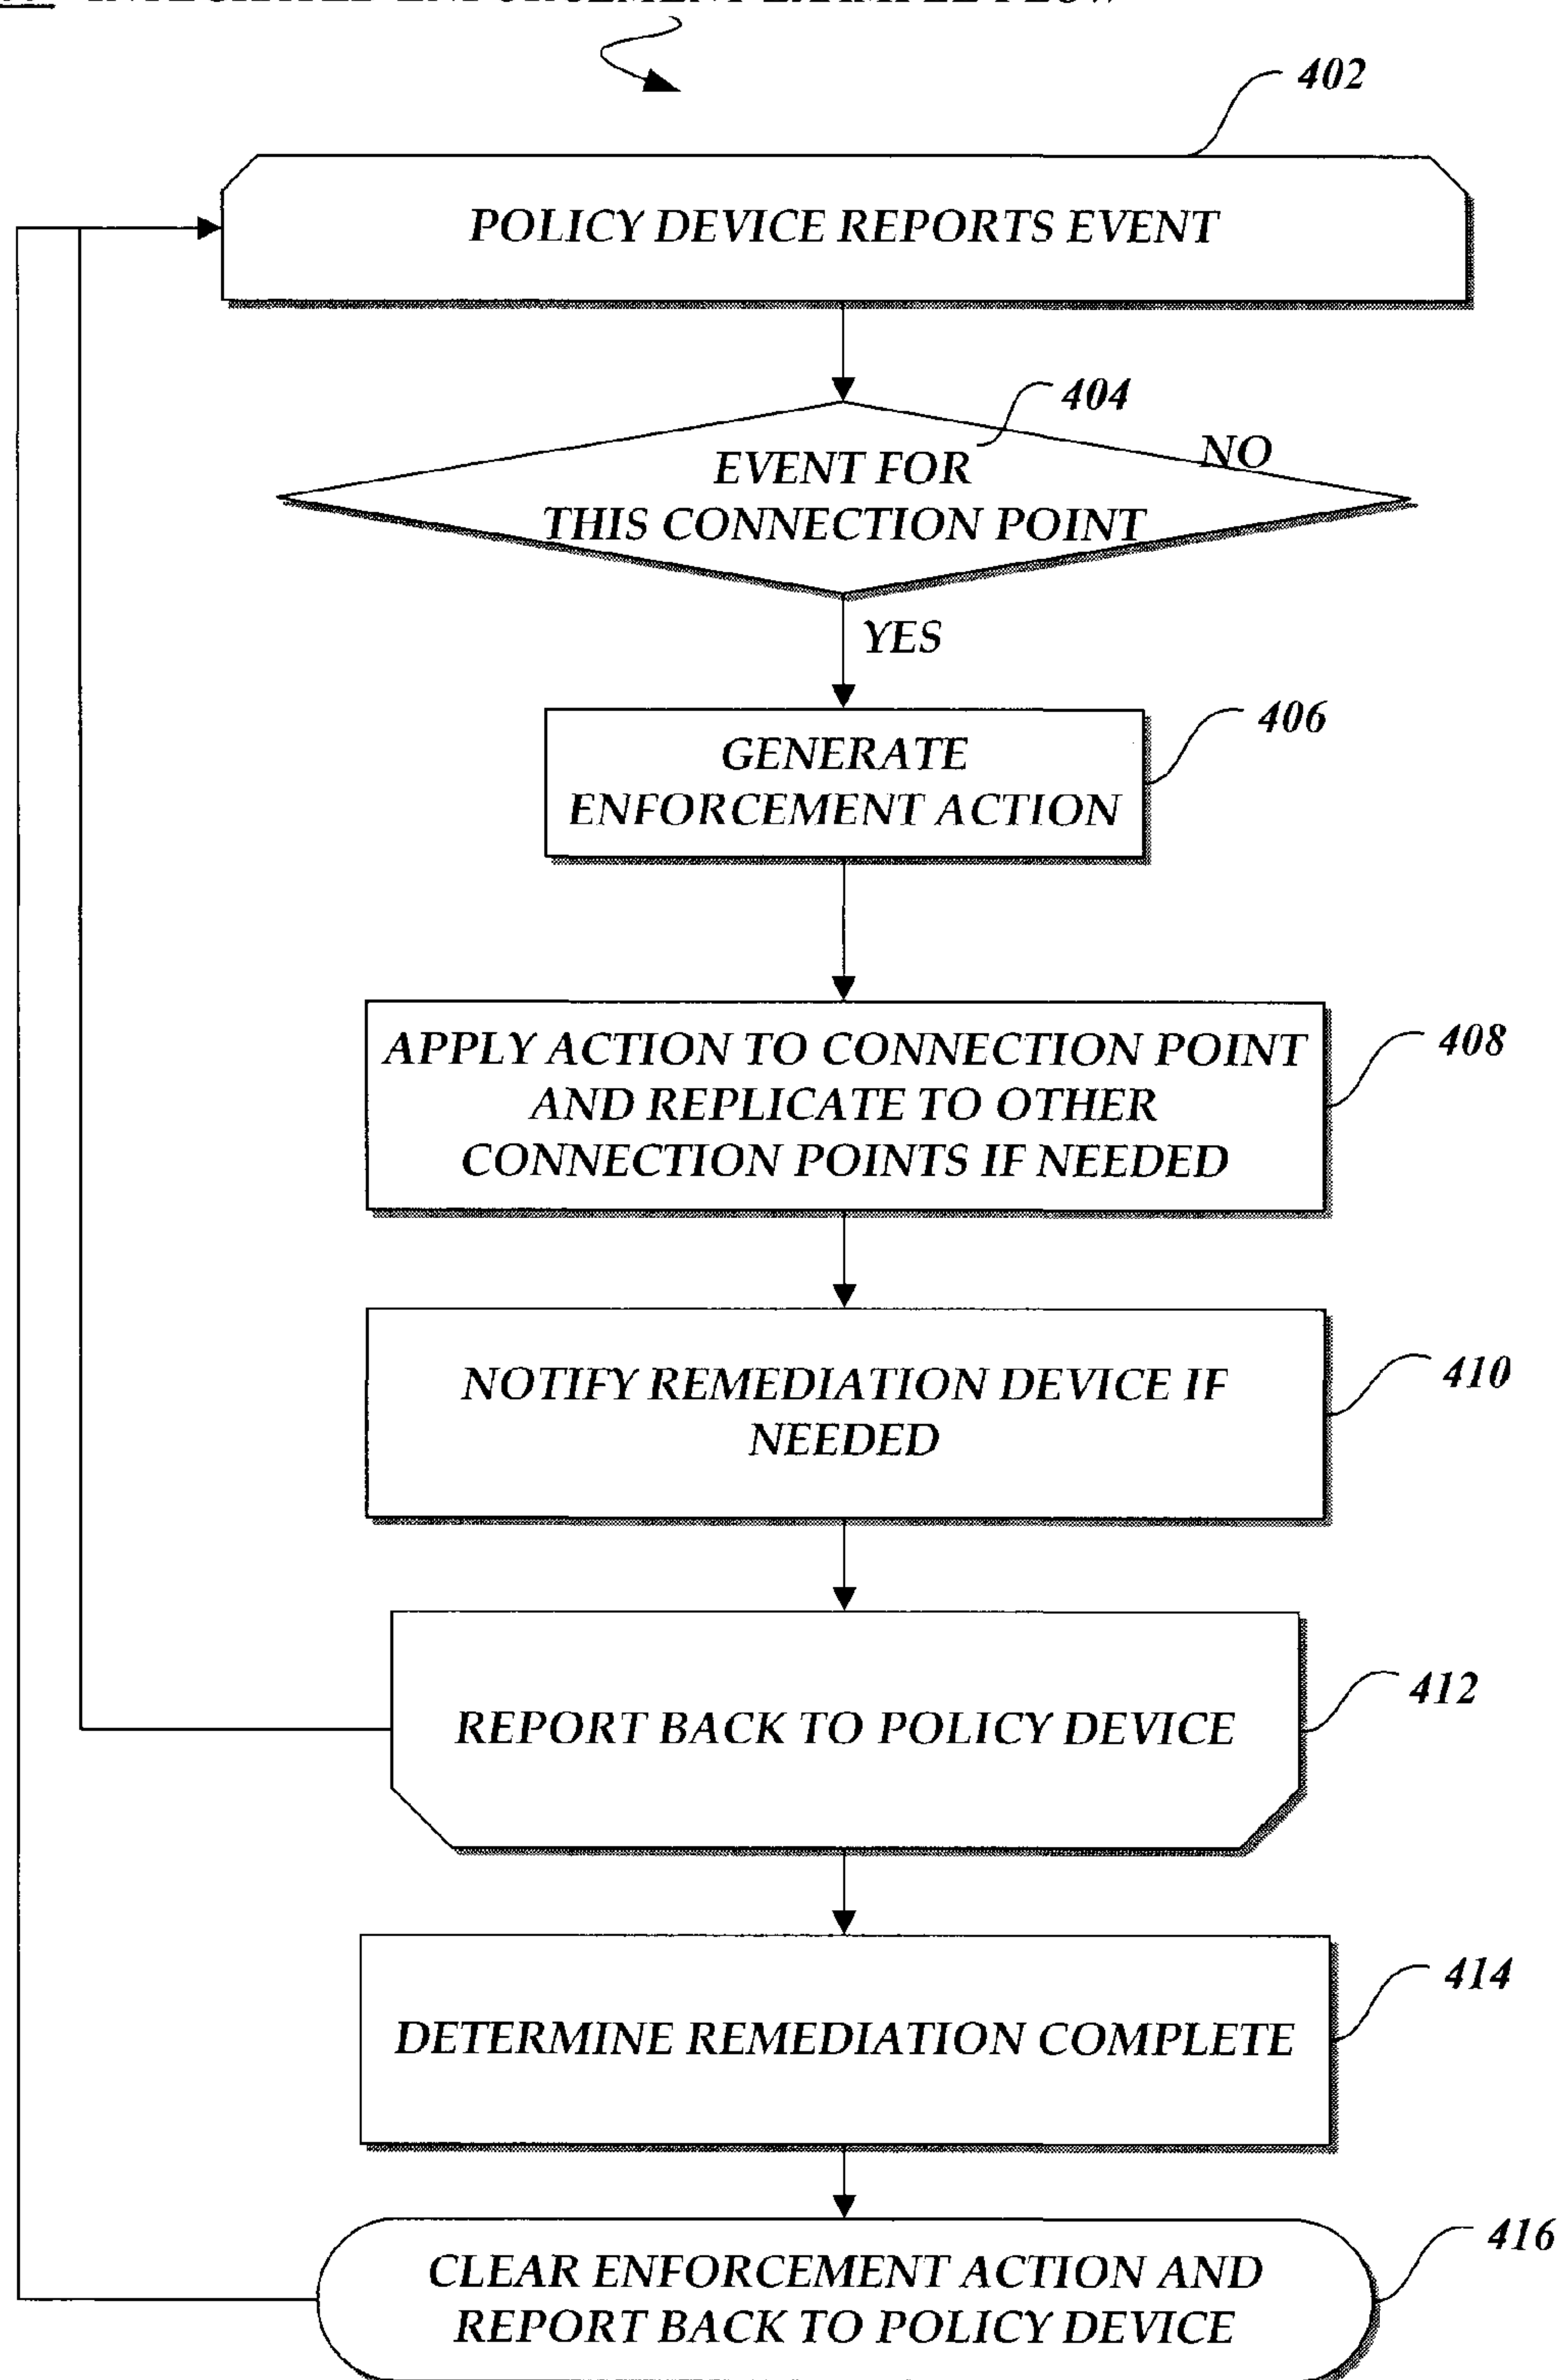 402
POLICY DEVICE REPORTS EVENT
404
NO
EVENT FOR
THIS CONNECTION POINT
YES
406
GENERATE
ENFORCEMENT ACTION
408
APPLY ACTION TO CONNECTION POINT
AND REPLICATE TO OTHER
CONNECTION POINTS IF NEEDED
410
NOTIFY REMEDIATION DEVICE IF
NEEDED
412
REPORT BACK TO POLICY DEVICE
414
DETERMINE REMEDIATION COMPLETE
416
CLEAR ENFORCEMENT ACTION AND
REPORT BACK TO POLICY DEVICE